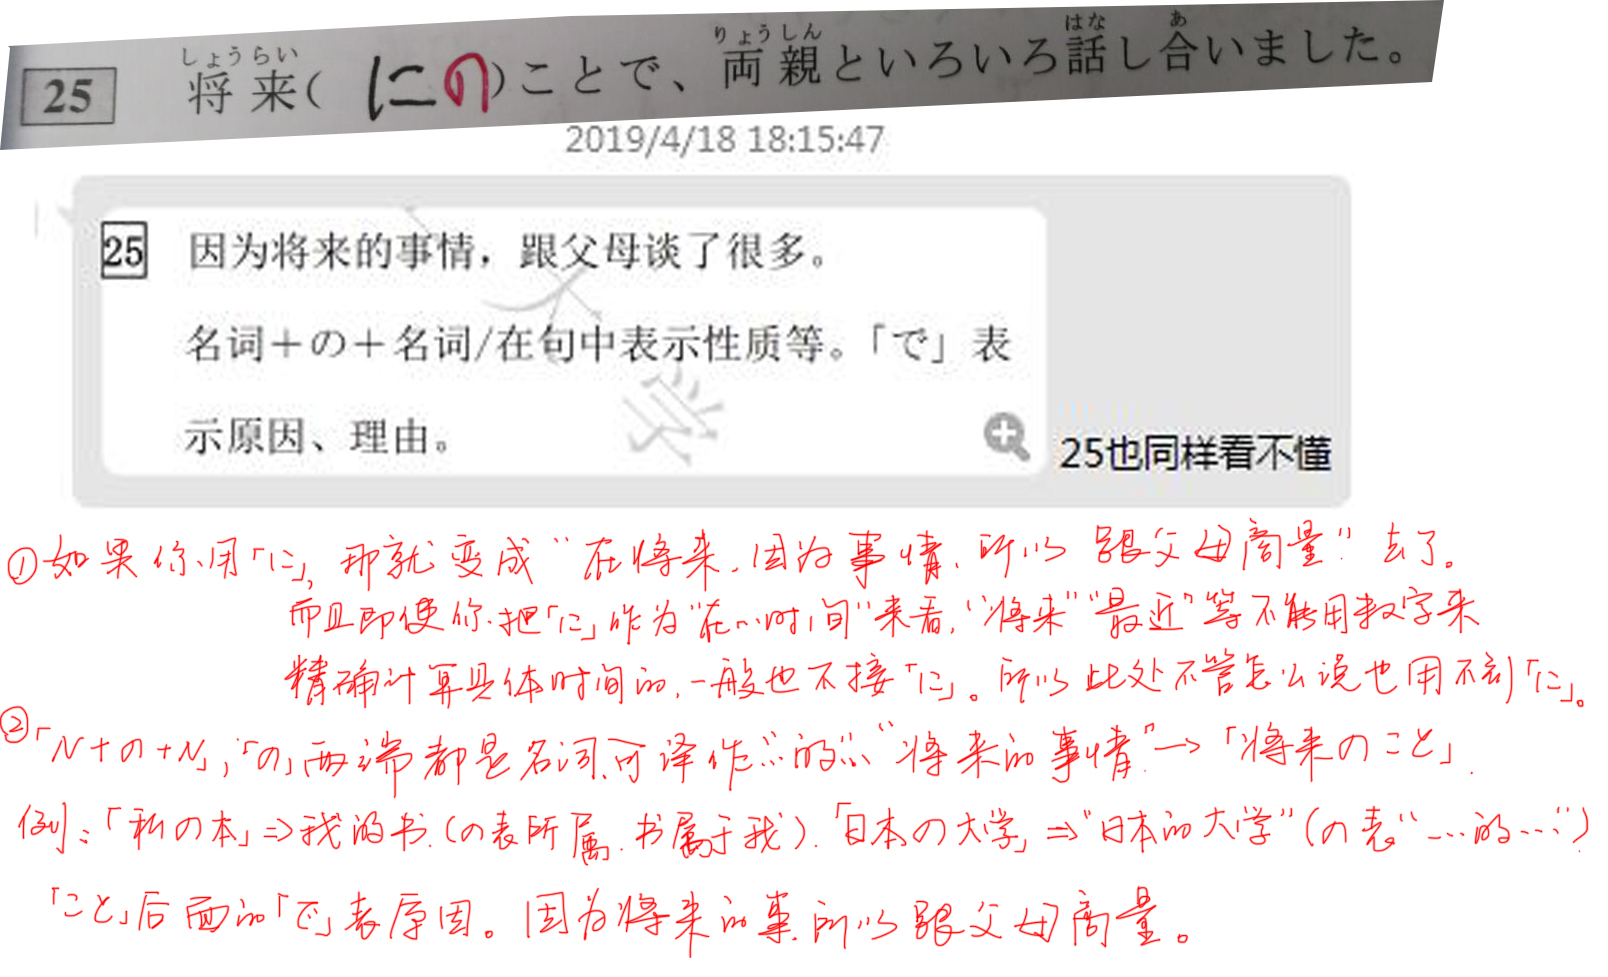 しょうらい りょうしん はな あ
25 将来( にの)ことで、両親といろいろ話し合いました。
2019/4/18 18:15:47
25 因为将来的事情，跟父母谈了很多。
名词＋の＋名词/在句中表示性质等。「で」表
示原因、理由。
25也同样看不懂
①如果你用「に」，那就变成“在将来，因为事情，所以跟父母商量”去了。
而且即使你把「に」作为“在…时间”来看，“将来”“最近”等不能用数字来
精确计算具体时间的，一般也不接「に」。所以此处不管怎么说也用不到「に」。
②「N+の+N」，「の」两端都是名词，可译作“…的…”“将来的事情”→「将来のこと」.
例：「私の本」⇒我的书(の表所属，书属于我).「日本の大学」⇒“日本的大学”(の表“…的…”)
「こと」后面的「で」表原因。因为将来的事，所以跟父母商量。